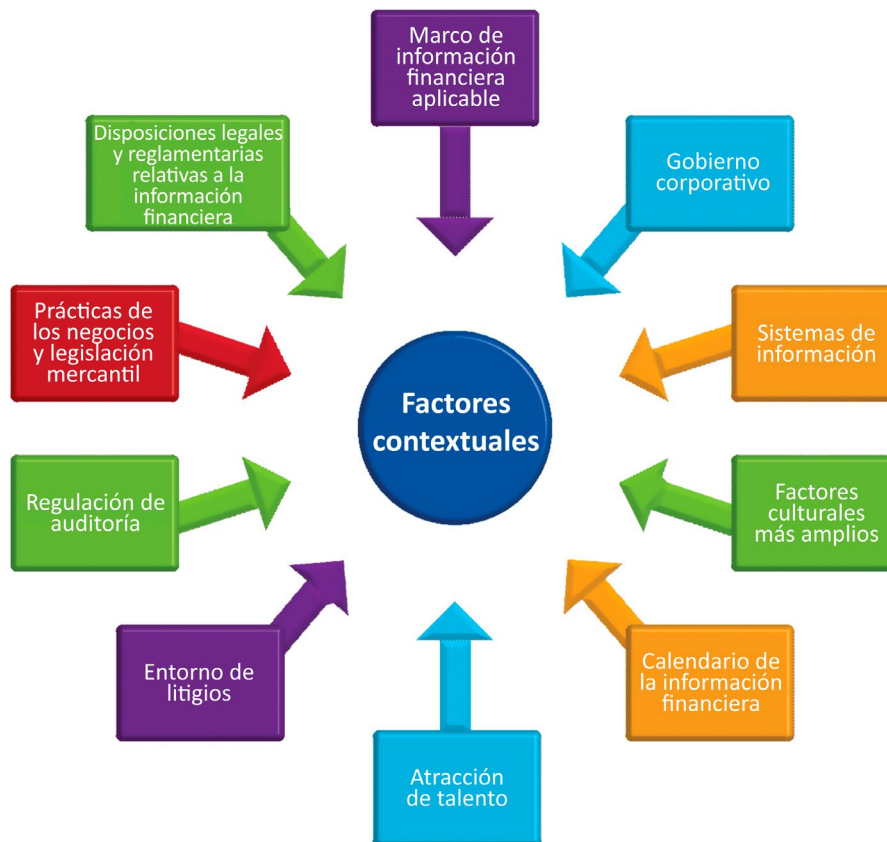 Marco de
información
financiera
aplicable
Disposiciones legales
y reglamentarias
relativas a la
información
financiera
Gobierno
corporativo
Prácticas de
los negocios
y legislación
mercantil
Sistemas de
información
Factores
contextuales
Regulación de
auditoría
Factores
culturales
más amplios
Entorno de
litigios
Calendario de
la información
financiera
Atracción
de talento